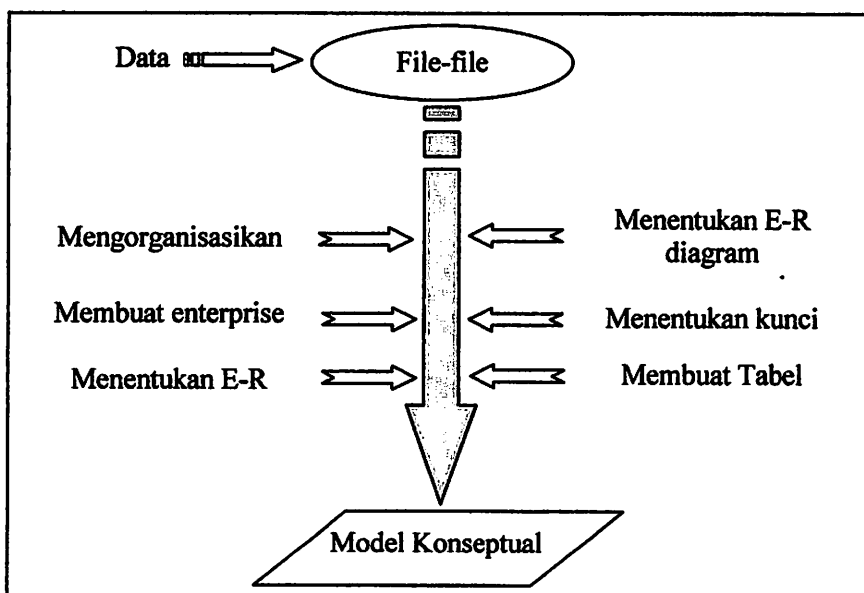 Data
File-file
Mengorganisasikan
Menentukan E-R
diagram
Membuat enterprise
Menentukan kunci
Menentukan E-R
Membuat Tabel
Model Konseptual